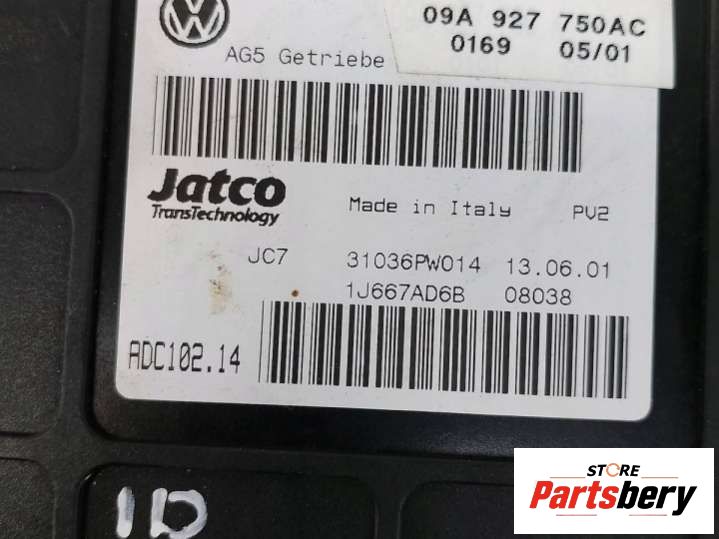 09A 927 750AC
0169 05/01
AG5 Getriebe
Jatco
TransTechnology
Made in Italy PV2
JC7 31036PW014 13.06.01
1J667AD6B 08038
ADC102.14
1D
STORE
Partsbery